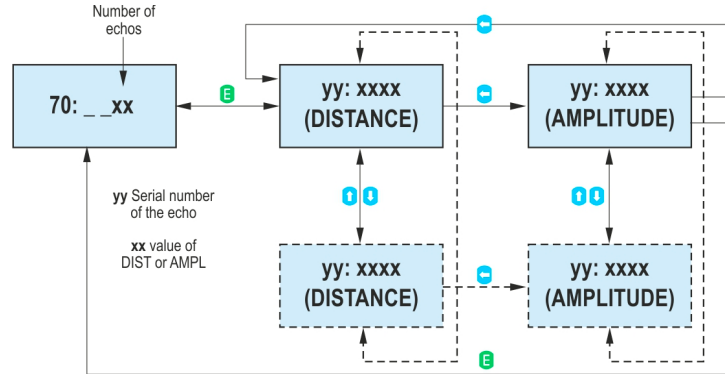 Number of
echos
70: _ _xx
E
yy: xxxx
(DISTANCE)
yy: xxxx
(AMPLITUDE)
yy Serial number
of the echo
xx value of
DIST or AMPL
yy: xxxx
(DISTANCE)
yy: xxxx
(AMPLITUDE)
E